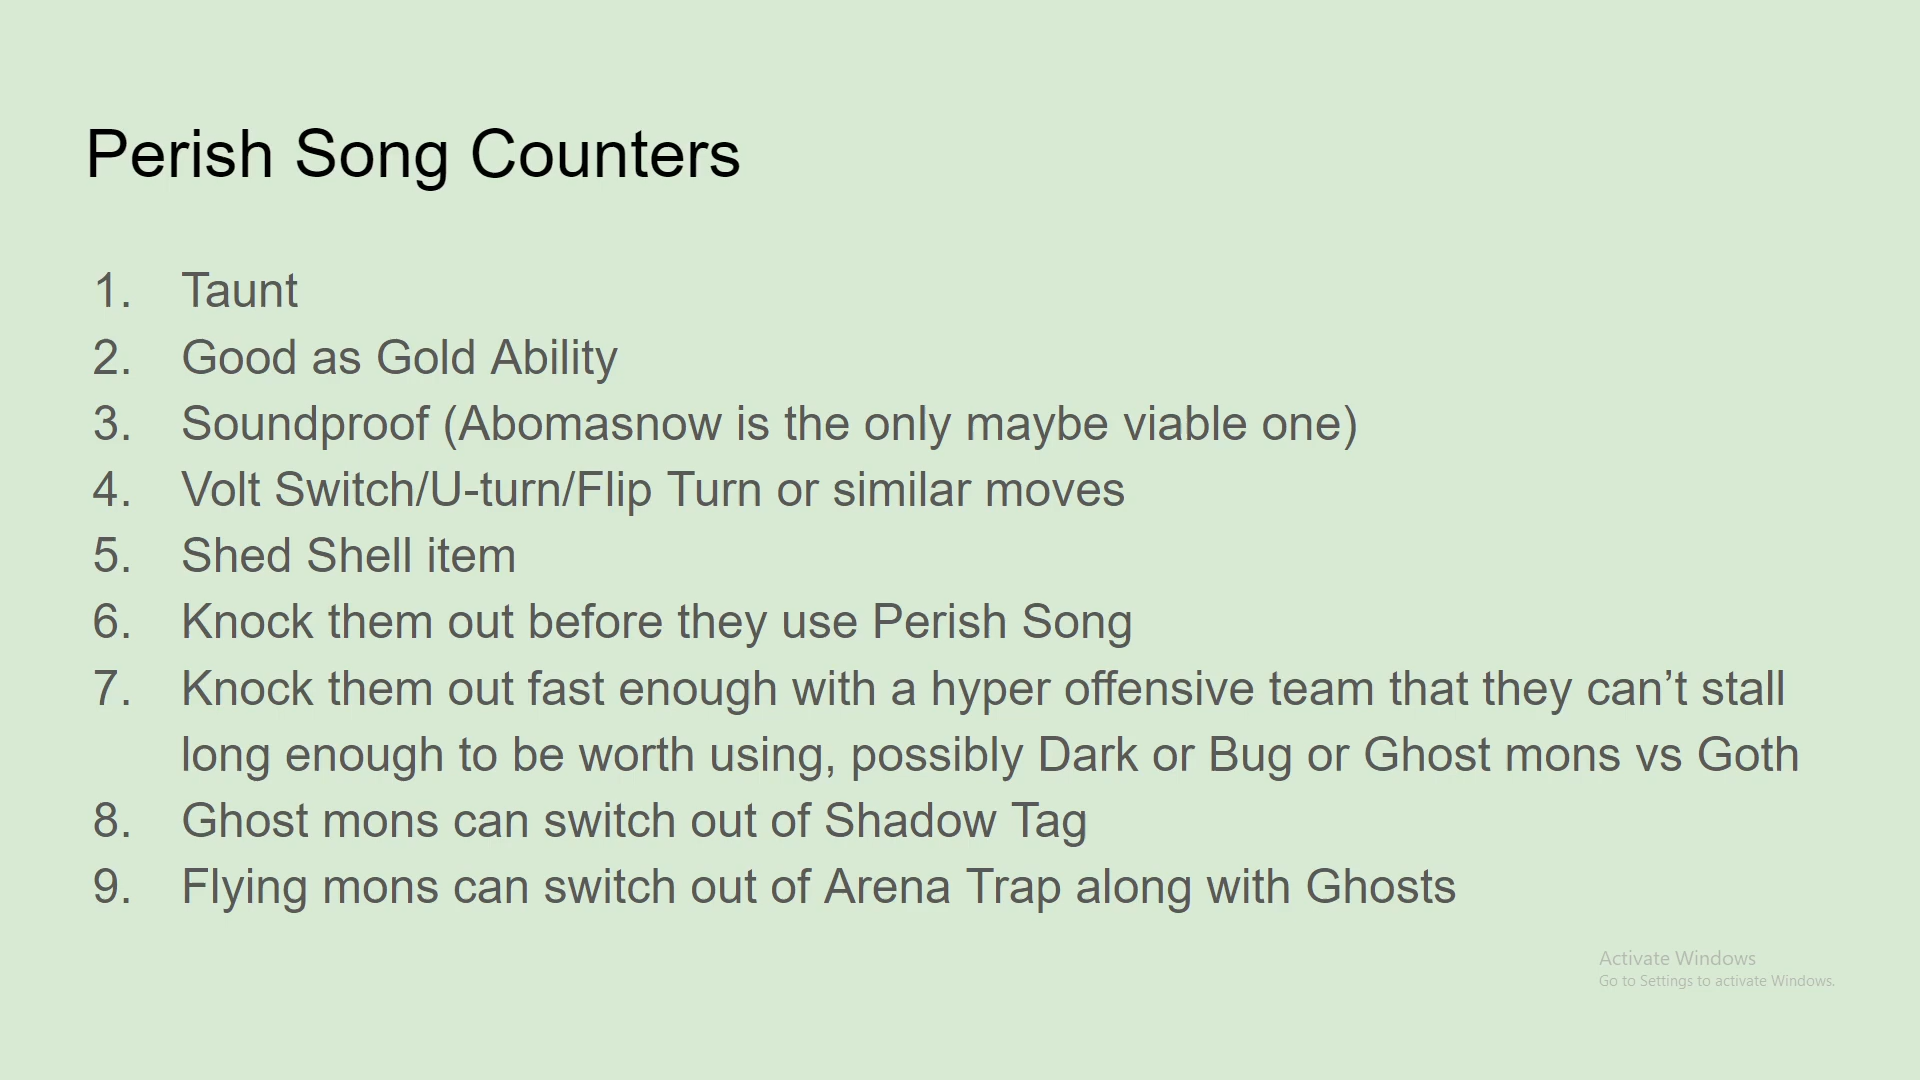 Perish Song Counters
1. Taunt
2. Good as Gold Ability
3. Soundproof (Abomasnow is the only maybe viable one)
4. Volt Switch/U-turn/Flip Turn or similar moves
5. Shed Shell item
6. Knock them out before they use Perish Song
7. Knock them out fast enough with a hyper offensive team that they can’t stall
long enough to be worth using, possibly Dark or Bug or Ghost mons vs Goth
8. Ghost mons can switch out of Shadow Tag
9. Flying mons can switch out of Arena Trap along with Ghosts
Activate Windows
Go to Settings to activate Windows.